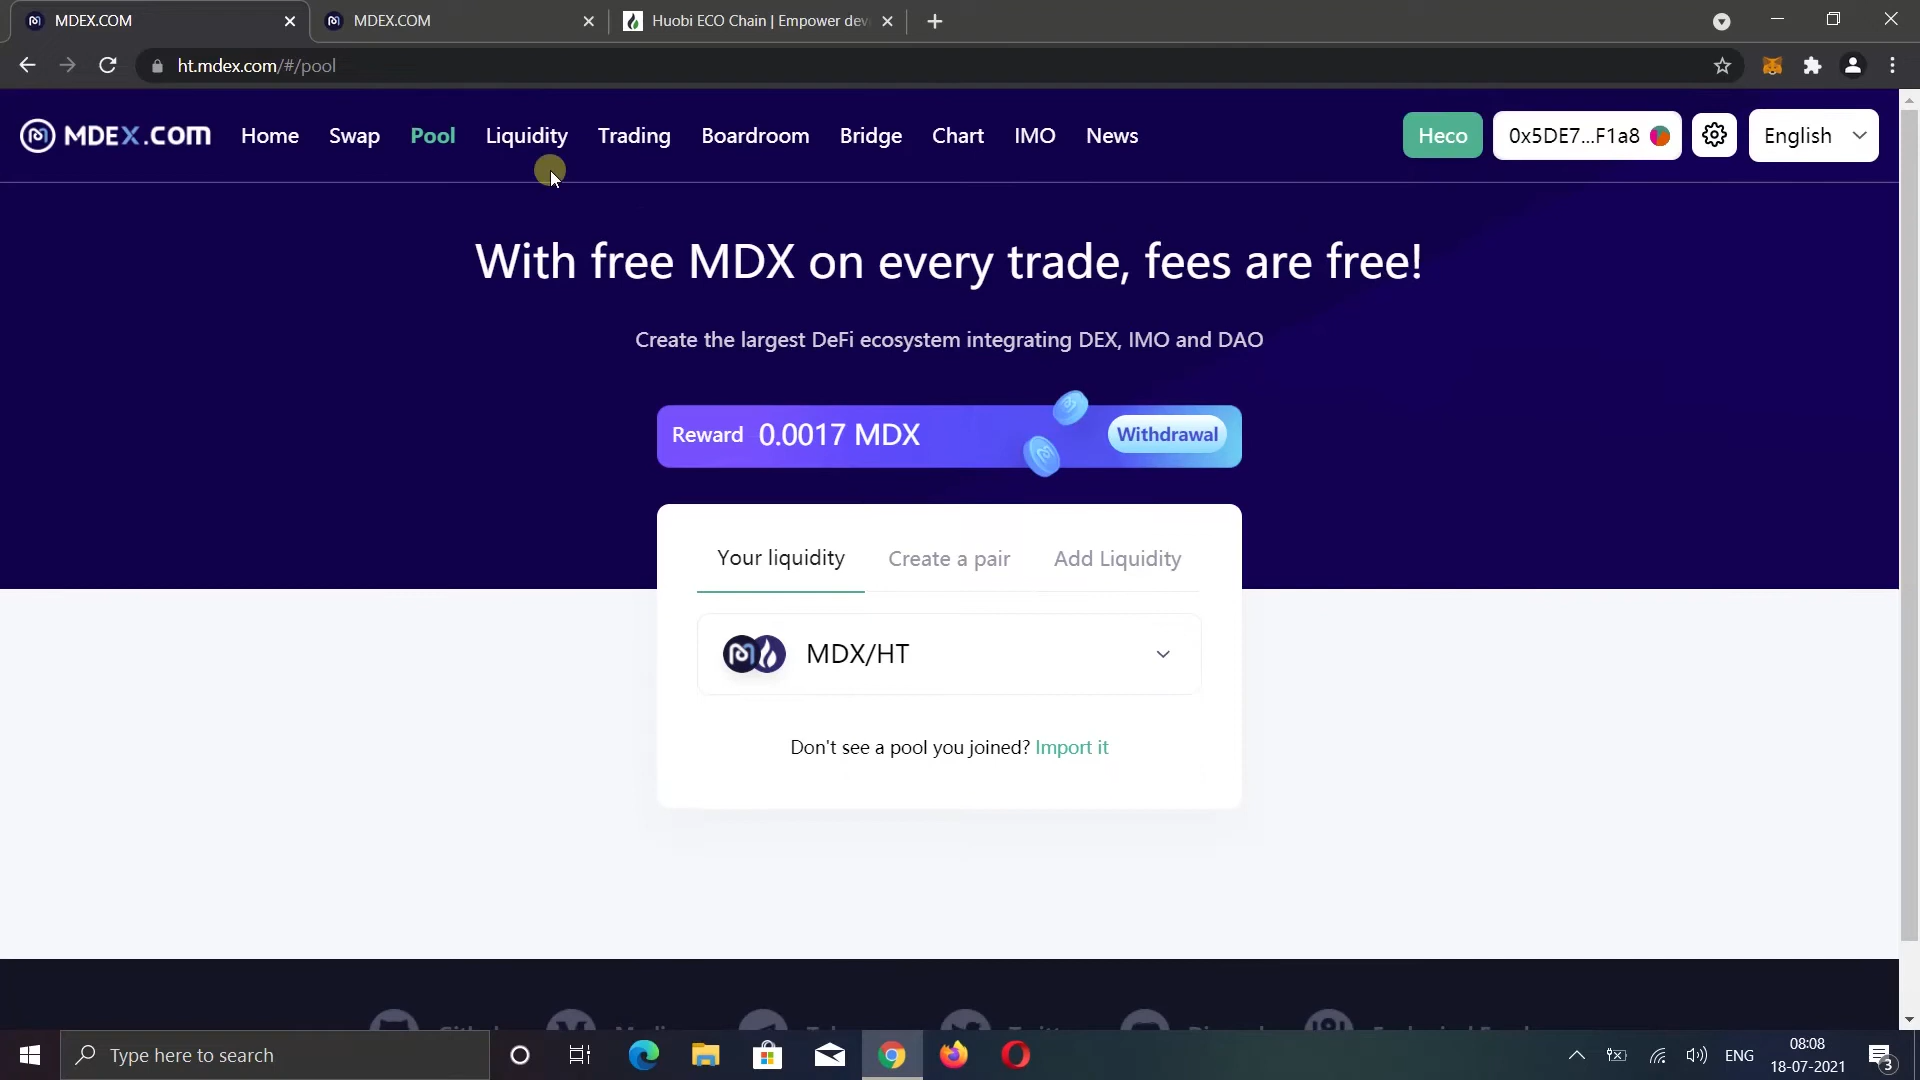 MDEX.COM
MDEX.COM
Huobi ECO Chain | Empower dev
ht.mdex.com/#/pool
MDEX.COM
Home
Swap
Pool
Liquidity
Trading
Boardroom
Bridge
Chart
IMO
News
Heco
0x5DE7...F1a8
English
With free MDX on every trade, fees are free!
Create the largest DeFi ecosystem integrating DEX, IMO and DAO
Reward 0.0017 MDX
Withdrawal
Your liquidity
Create a pair
Add Liquidity
MDX/HT
Don't see a pool you joined? Import it
Type here to search
ENG
08:08
18-07-2021
3